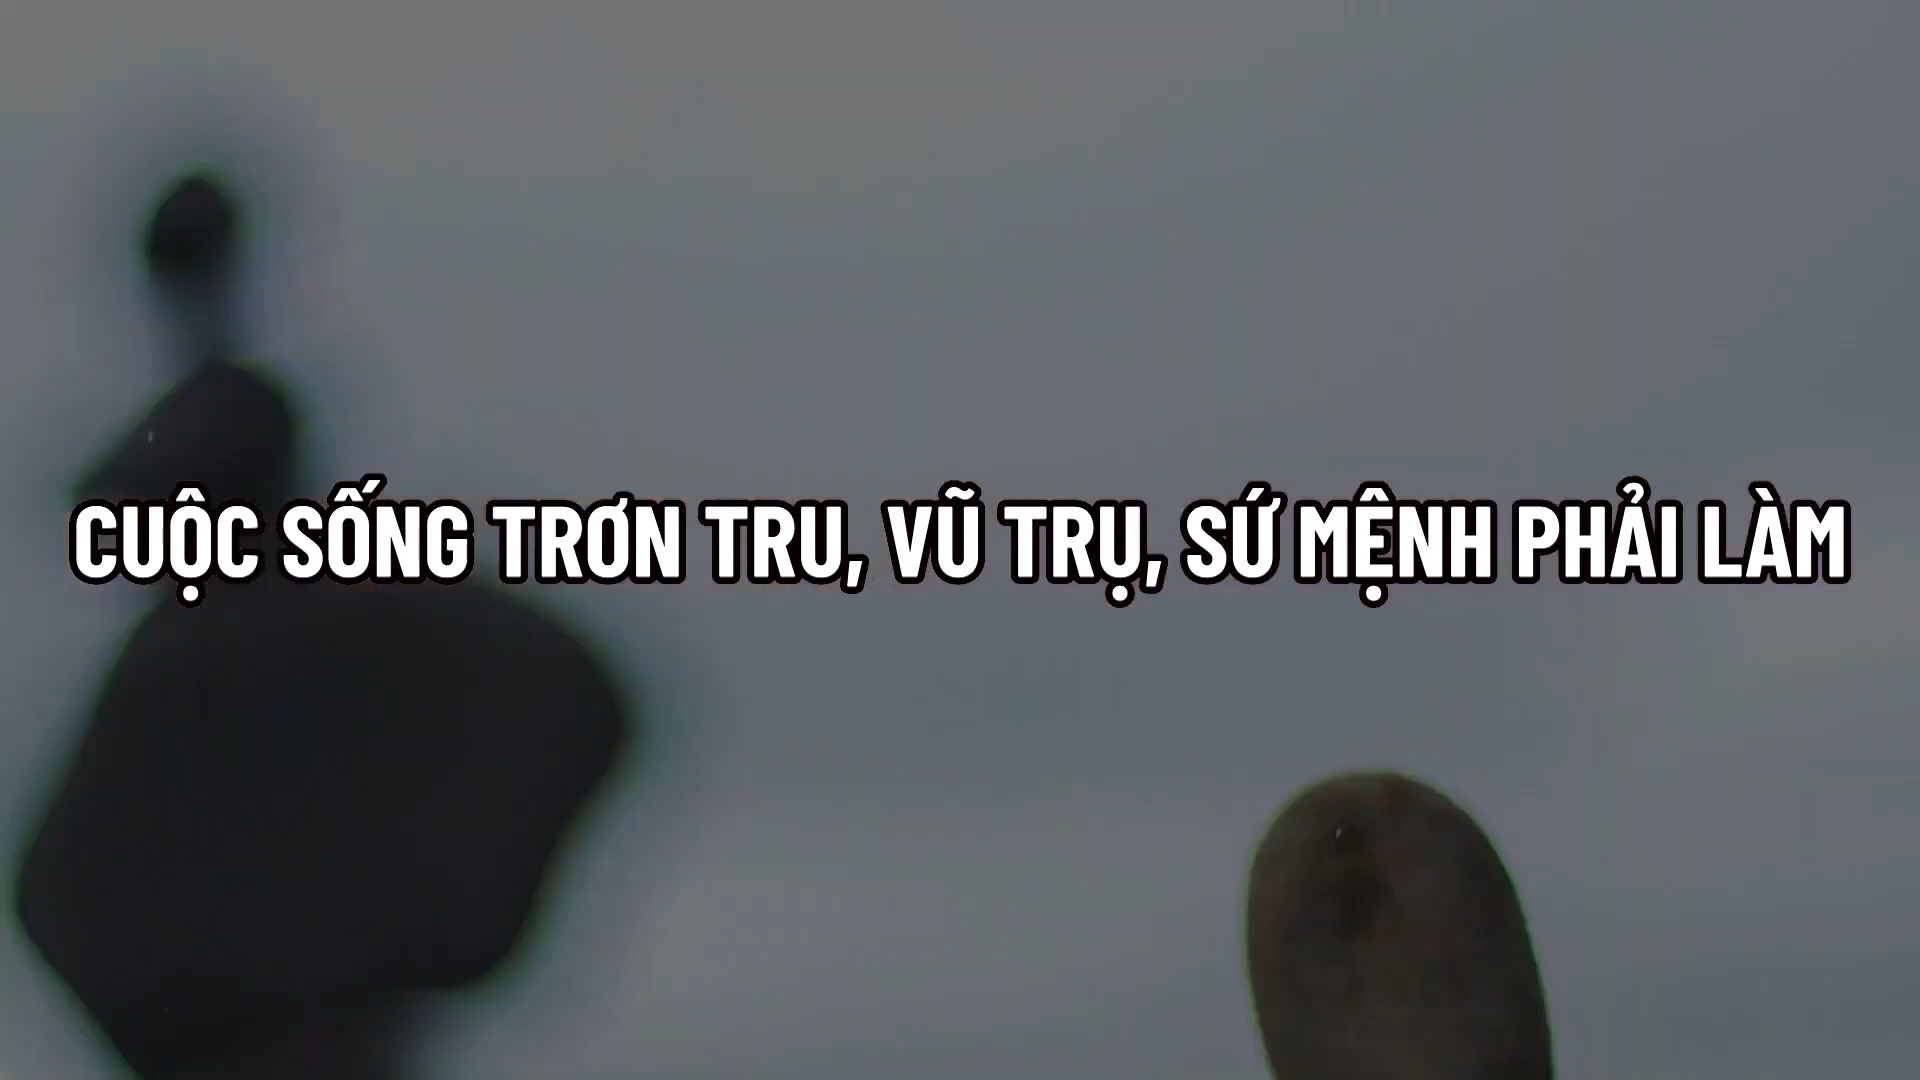 CUỘC SỐNG TRƠN TRU, VŨ TRỤ, SỨ MỆNH PHẢI LÀM